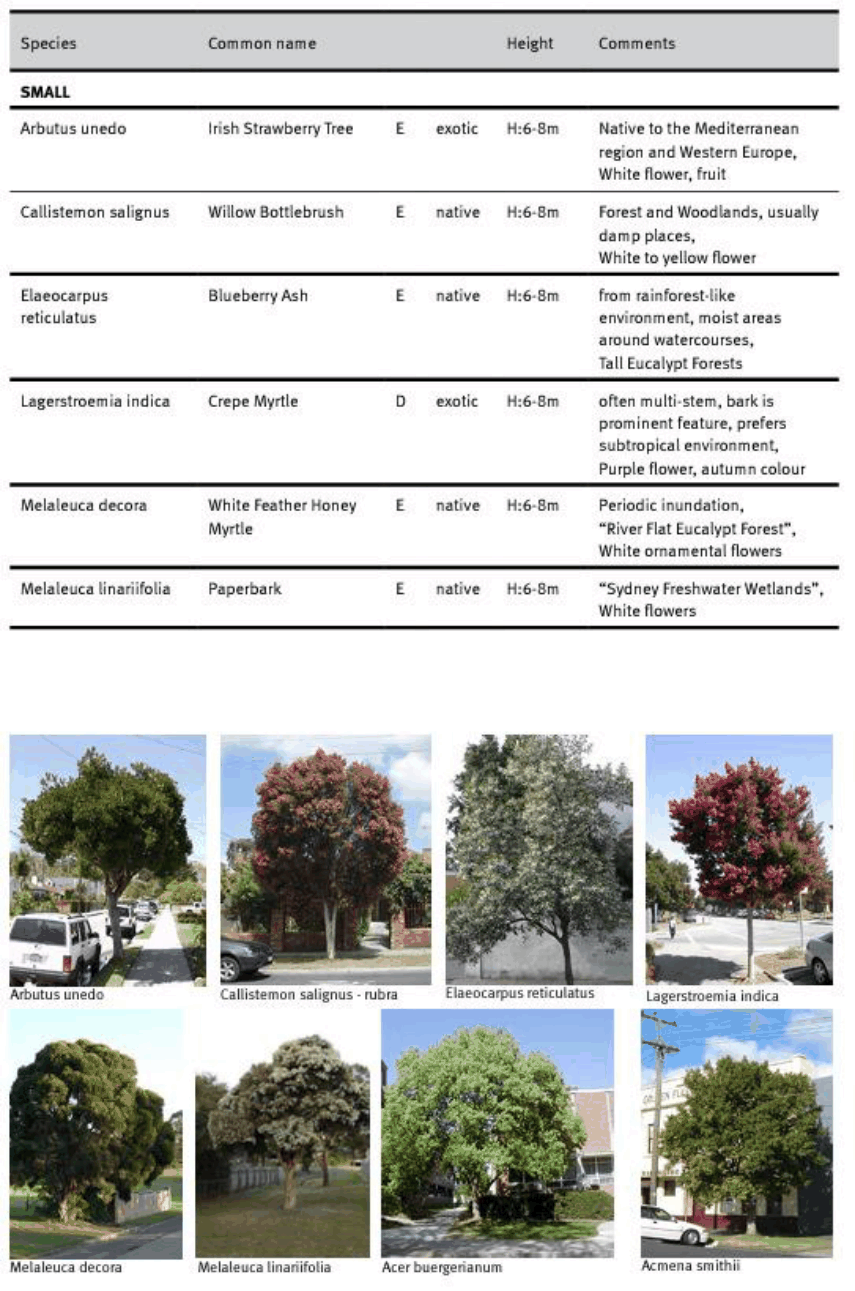 Species Common name Height Comments
SMALL
Arbutus unedo Irish Strawberry Tree E exotic H:6-8m Native to the Mediterranean
region and Western Europe,
White flower, fruit
Callistemon salignus Willow Bottlebrush E native H:6-8m Forest and Woodlands, usually
damp places,
White to yellow flower
Elaeocarpus Blueberry Ash E native H:6-8m from rainforest-like
reticulatus environment, moist areas
around watercourses,
Tall Eucalypt Forests
Lagerstroemia indica Crepe Myrtle D exotic H:6-8m often multi-stem, bark is
prominent feature, prefers
subtropical environment,
Purple flower, autumn colour
Melaleuca decora White Feather Honey E native H:6-8m Periodic inundation,
Myrtle “River Flat Eucalypt Forest”,
White ornamental flowers
Melaleuca linariifolia Paperbark E native H:6-8m “Sydney Freshwater Wetlands”,
White flowers
Arbutus unedo Callistemon salignus - rubra Elaeocarpus reticulatus Lagerstroemia indica
Melaleuca decora Melaleuca linariifolia Acer buergerianum Acmena smithii